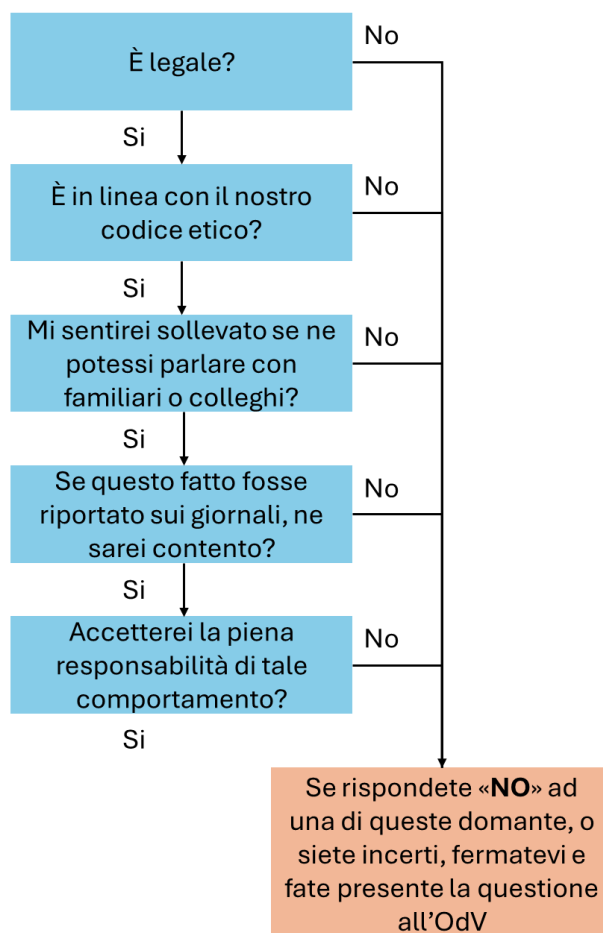 È legale?
No
Si
È in linea con il nostro
codice etico?
No
Si
Mi sentirei sollevato se ne
potessi parlare con
familiari o colleghi?
No
Si
Se questo fatto fosse
riportato sui giornali, ne
sarei contento?
No
Si
Accetterei la piena
responsabilità di tale
comportamento?
No
Si
Se rispondete «NO» ad
una di queste domante, o
siete incerti, fermatevi e
fate presente la questione
all’OdV